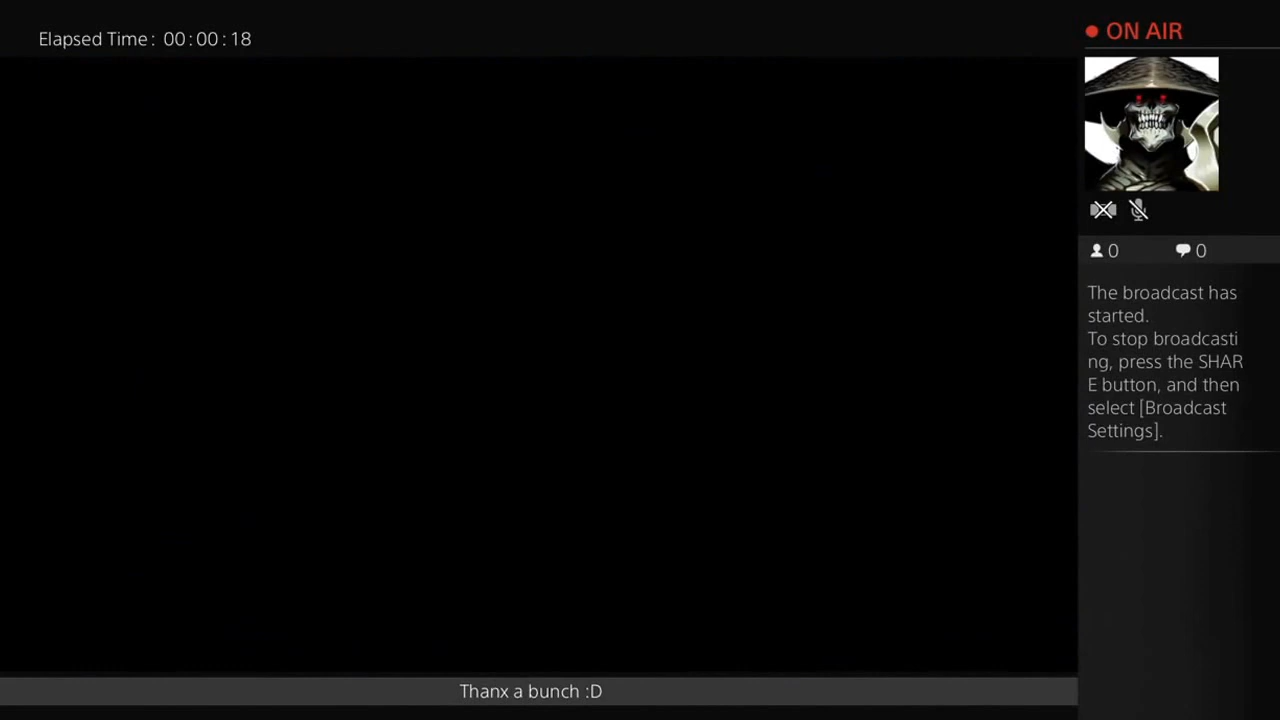 Elapsed Time: 00:00:18
ON AIR
0 0
The broadcast has
started.
To stop broadcasti
ng, press the SHAR
E button, and then
select [Broadcast
Settings].
Thanx a bunch :D